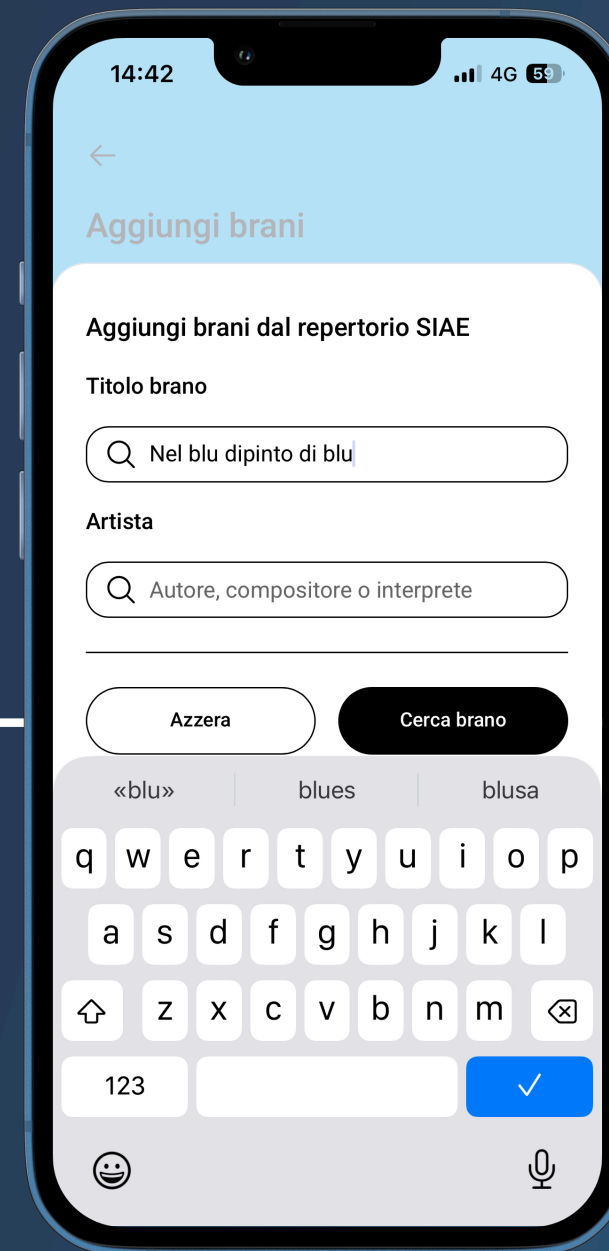 14:42 4G 59
Aggiungi brani
Aggiungi brani dal repertorio SIAE
Titolo brano
Nel blu dipinto di blu
Artista
Autore, compositore o interprete
Azzera Cerca brano
«blu» blues blusa
q w e r t y u i o p
a s d f g h j k l
z x c v b n m
123